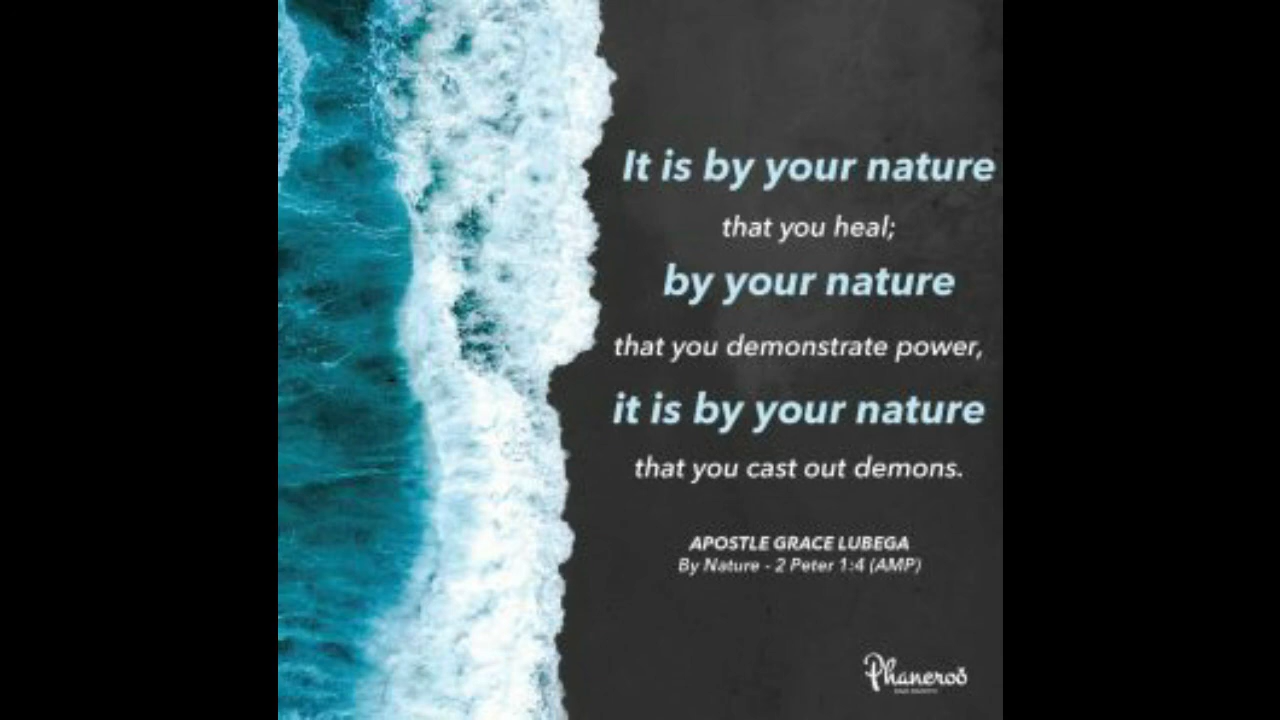 It is by your nature
that you heal;
by your nature
that you demonstrate power,
it is by your nature
that you cast out demons.
APOSTLE GRACE LUBEGA
By Nature - 2 Peter 1:4 (AMP)
Phaneroō